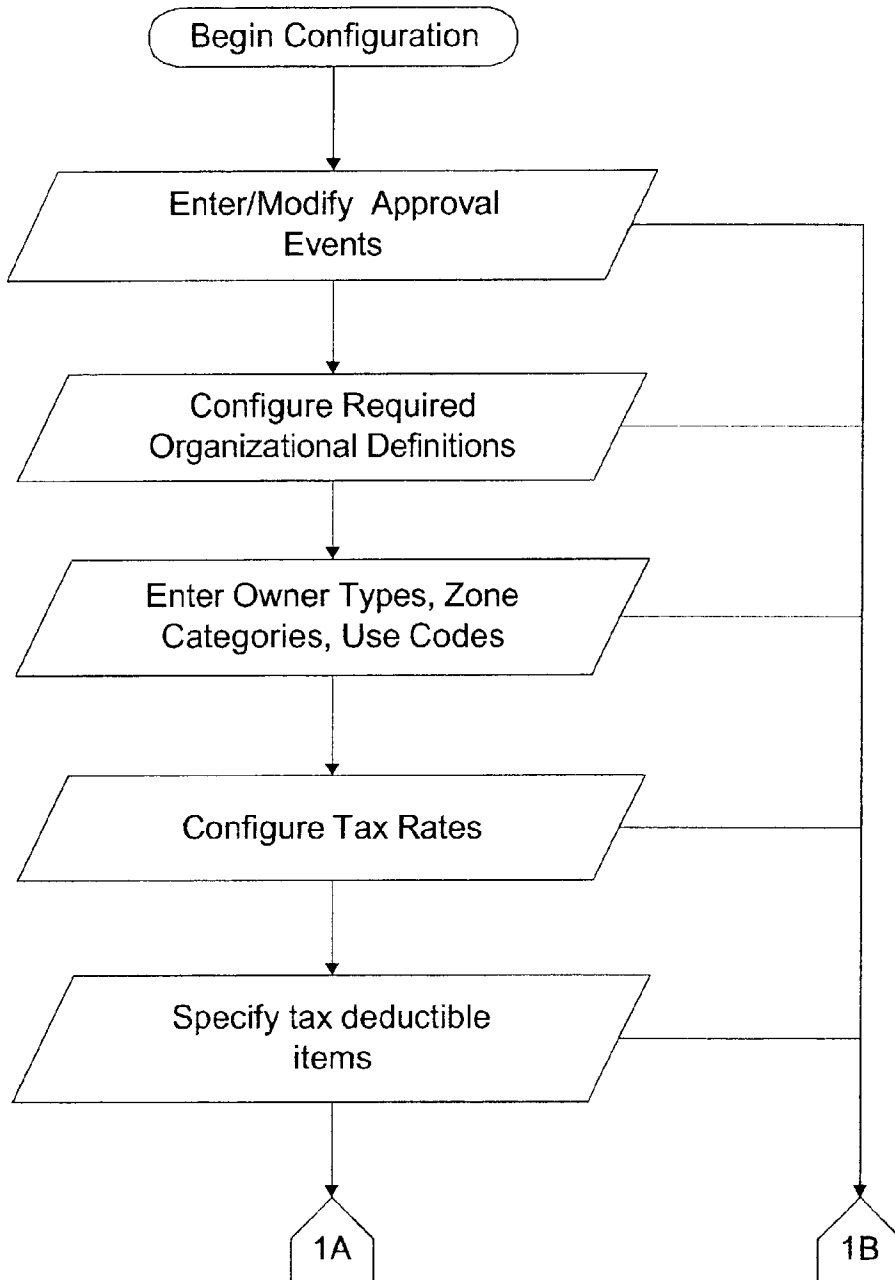 Begin Configuration
Enter/Modify Approval
Events
Configure Required
Organizational Definitions
Enter Owner Types, Zone
Categories, Use Codes
Configure Tax Rates
Specify tax deductible
items
1A
1B